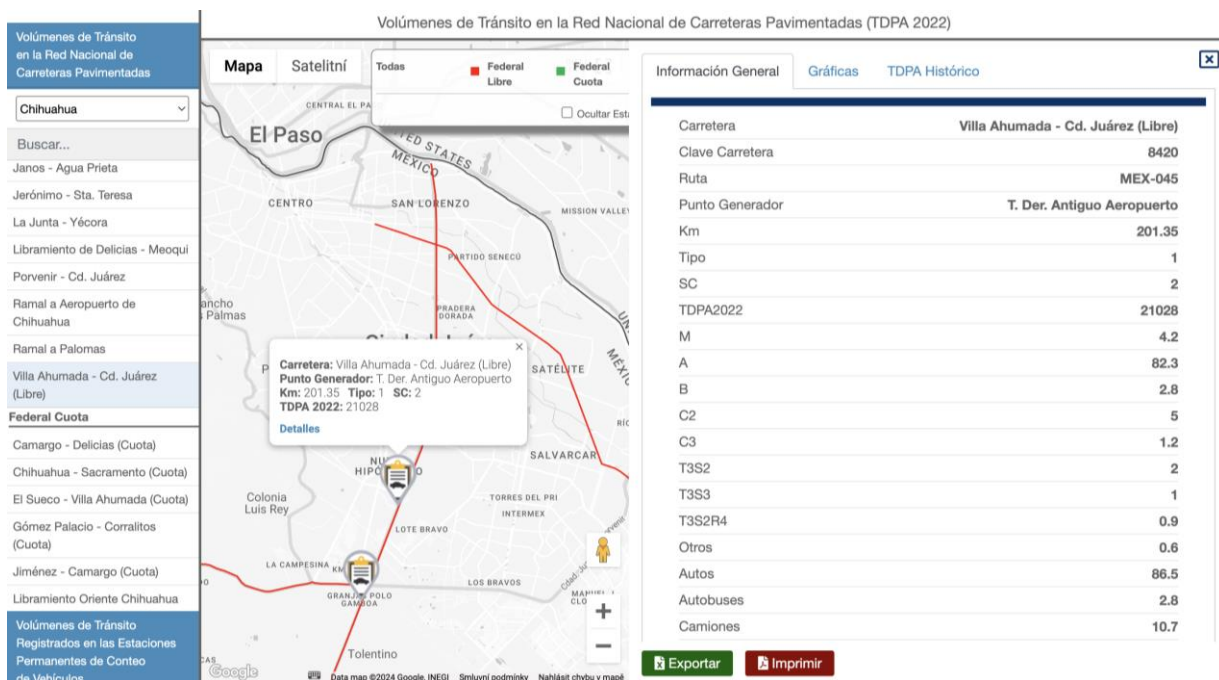 Volúmenes de Tránsito en la Red Nacional de Carreteras Pavimentadas (TDPA 2022)
Volúmenes de Tránsito
en la Red Nacional de
Carreteras Pavimentadas
Chihuahua
Buscar...
Janos - Agua Prieta
Jerónimo - Sta. Teresa
La Junta - Yécora
Libramiento de Delicias - Meoqui
Porvenir - Cd. Juárez
Ramal a Aeropuerto de
Chihuahua
Ramal a Palomas
Villa Ahumada - Cd. Juárez
(Libre)
Federal Cuota
Camargo - Delicias (Cuota)
Chihuahua - Sacramento (Cuota)
El Sueco - Villa Ahumada (Cuota)
Gómez Palacio - Corralitos
(Cuota)
Jiménez - Camargo (Cuota)
Libramiento Oriente Chihuahua
Volúmenes de Tránsito
Registrados en las Estaciones
Permanentes de Conteo
de Vehículos
Mapa Satelitní
Todas
Federal
Libre
Federal
Cuota
Ocultar Est
CENTRAL EL PA
El Paso
UNITED STATES
MÉXICO
CENTRO
SAN LORENZO
MISSION VALLEY
PARTIDO SENECÚ
ancho
Palmas
PRADERA
DORADA
SATÉLITE
Carretera: Villa Ahumada - Cd. Juárez (Libre)
Punto Generador: T. Der. Antiguo Aeropuerto
Km: 201.35 Tipo: 1 SC: 2
TDPA 2022: 21028
Detalles
SALVARCAR
Colonia
Luis Rey
TORRES DEL PRI
INTERMEX
LOTE BRAVO
LA CAMPESINA
KM
LOS BRAVOS
GRANJAS POLO
GAMBOA
Tolentino
Google
Data map ©2024 Google, INEGI Smluvní podmínky Nahlásit chybu v mapě
Información General Gráficas TDPA Histórico
Carretera Villa Ahumada - Cd. Juárez (Libre)
Clave Carretera 8420
Ruta MEX-045
Punto Generador T. Der. Antiguo Aeropuerto
Km 201.35
Tipo 1
SC 2
TDPA2022 21028
M 4.2
A 82.3
B 2.8
C2 5
C3 1.2
T3S2 2
T3S3 1
T3S2R4 0.9
Otros 0.6
Autos 86.5
Autobuses 2.8
Camiones 10.7
Exportar Imprimir